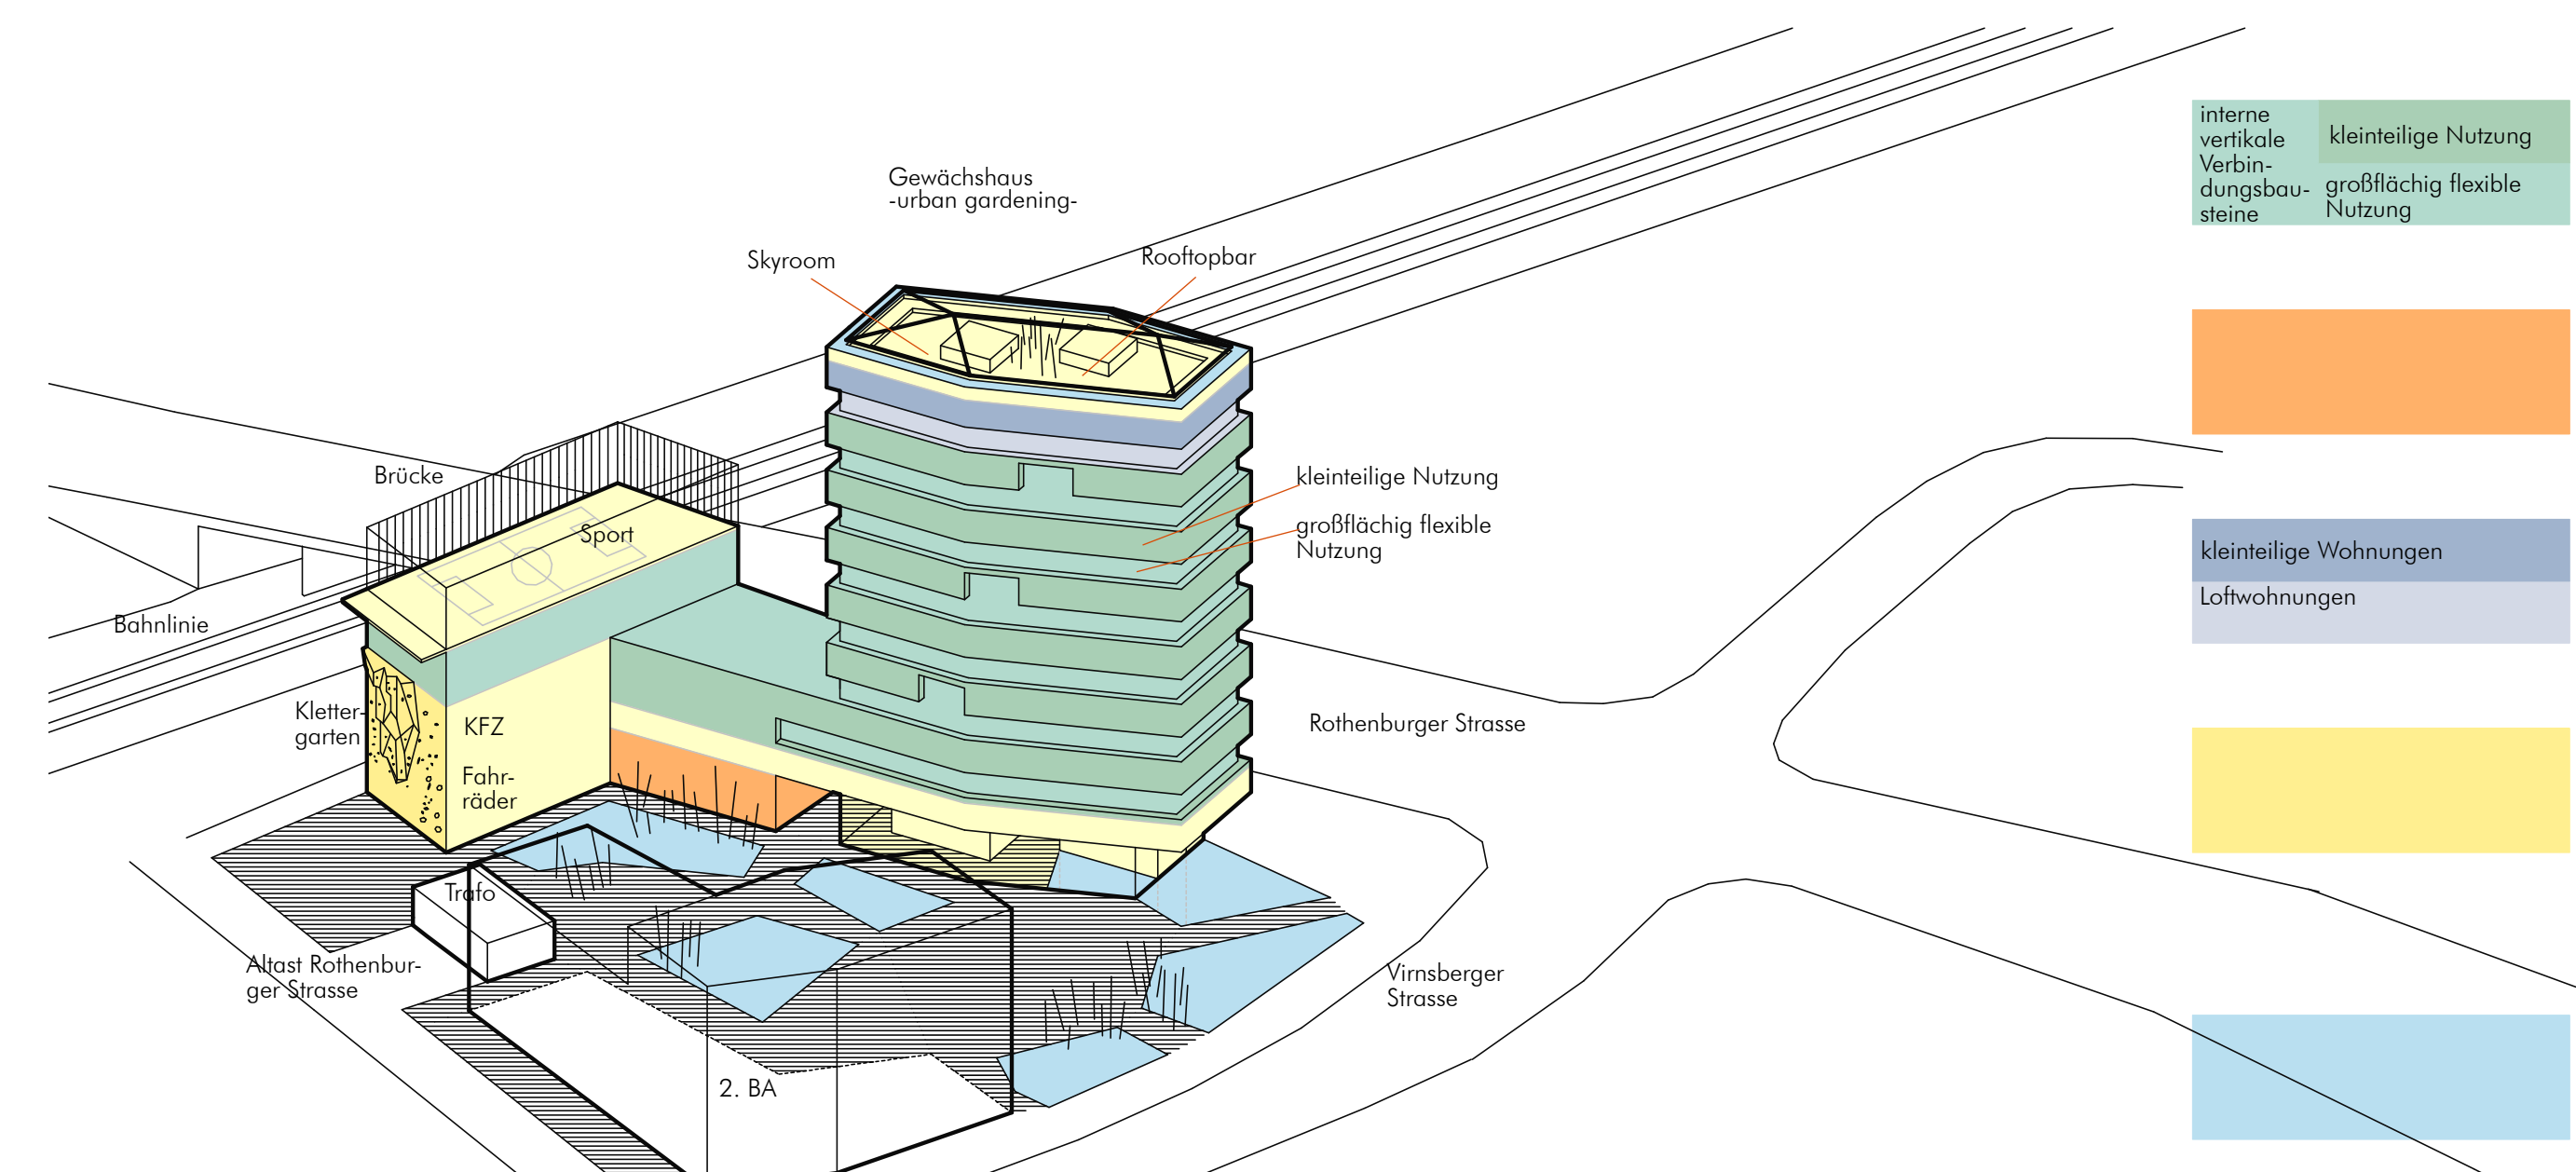 Gewächshaus
-urban gardening-
Skyroom
Rooftopbar
Brücke
Sport
Bahnlinie
Kletter-
garten
KFZ
Fahr-
räder
kleinteilige Nutzung
großflächig flexible
Nutzung
Rothenburger Strasse
Trafo
Altast Rothenbur-
ger Strasse
2. BA
Virnsberger
Strasse
interne
vertikale
Verbin-
dungsbau-
steine
kleinteilige Nutzung
großflächig flexible
Nutzung
kleinteilige Wohnungen
Loftwohnungen